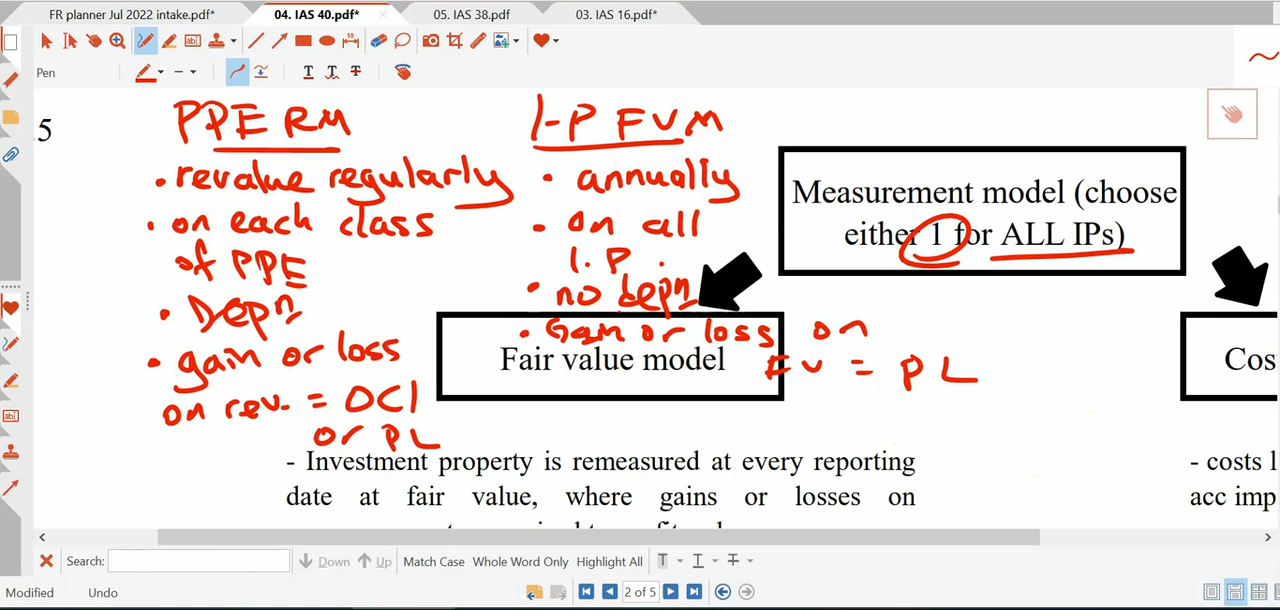 FR planner Jul 2022 intake.pdf*
04. IAS 40.pdf*
05. IAS 38.pdf
03. IAS 16.pdf*
Pen
.5
PPE RM
• revalue regularly
• on each class
of PPE
• Depn
• gain or loss
on rev. = OCI
or PL
I-P FVM
• annually
• on all
I.P.
• no depn
• Gain or loss on
FV = PL
Measurement model (choose
either 1 for ALL IPs)
Fair value model
Cos
- Investment property is remeasured at every reporting
date at fair value, where gains or losses on
- costs l
acc imp
Search:
Down
Up
Match Case
Whole Word Only
Highlight All
Modified
Undo
2 of 5